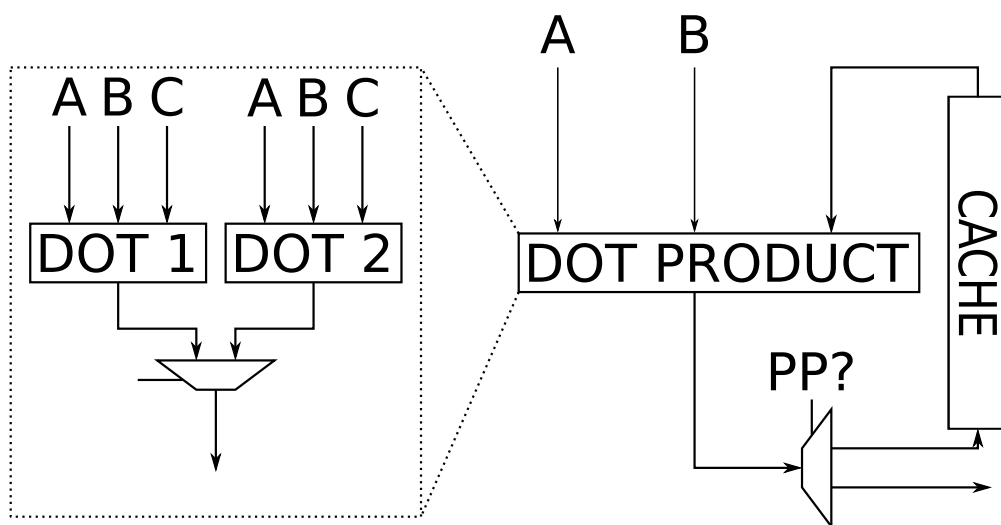 A B C A B C
DOT 1 DOT 2
A B
DOT PRODUCT
CACHE
PP?